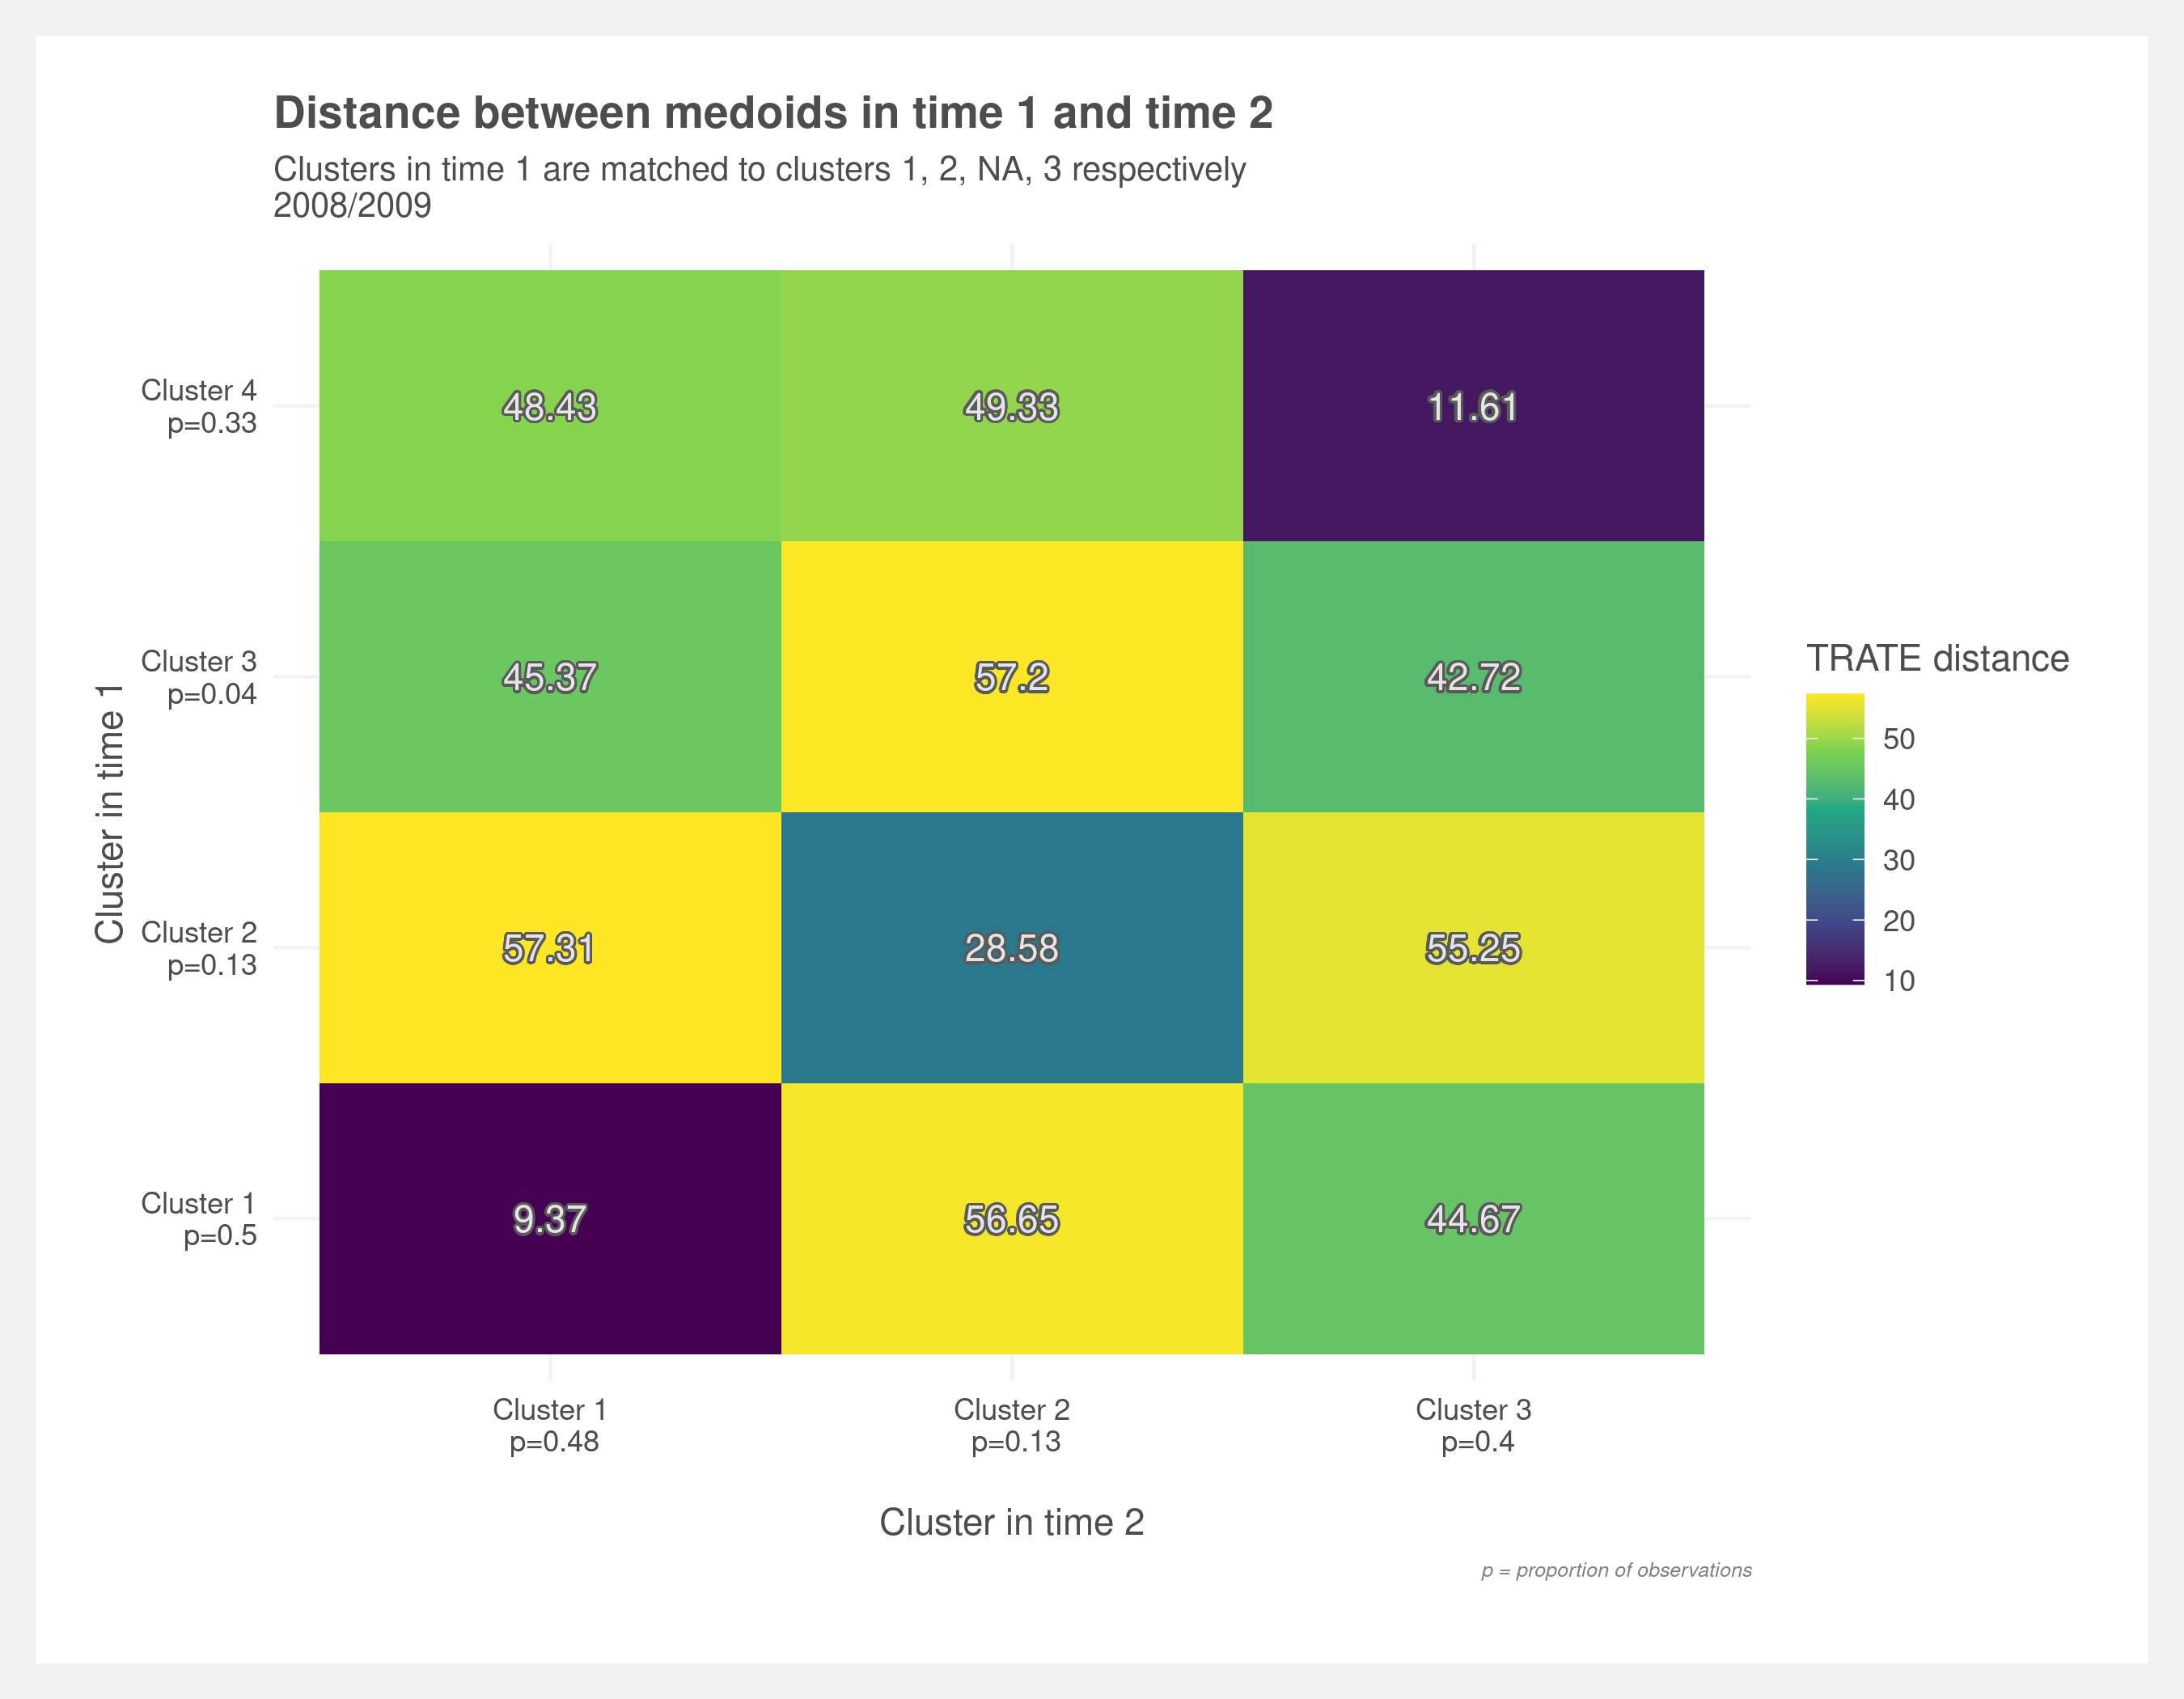 Distance between medoids in time 1 and time 2
Clusters in time 1 are matched to clusters 1, 2, NA, 3 respectively
2008/2009
Cluster in time 1
Cluster 4
p=0.33
48.43
49.33
11.61
Cluster 3
p=0.04
45.37
57.2
42.72
Cluster 2
p=0.13
57.31
28.58
55.25
Cluster 1
p=0.5
9.37
56.65
44.67
Cluster 1
p=0.48
Cluster 2
p=0.13
Cluster 3
p=0.4
Cluster in time 2
TRATE distance
50
40
30
20
10
p = proportion of observations